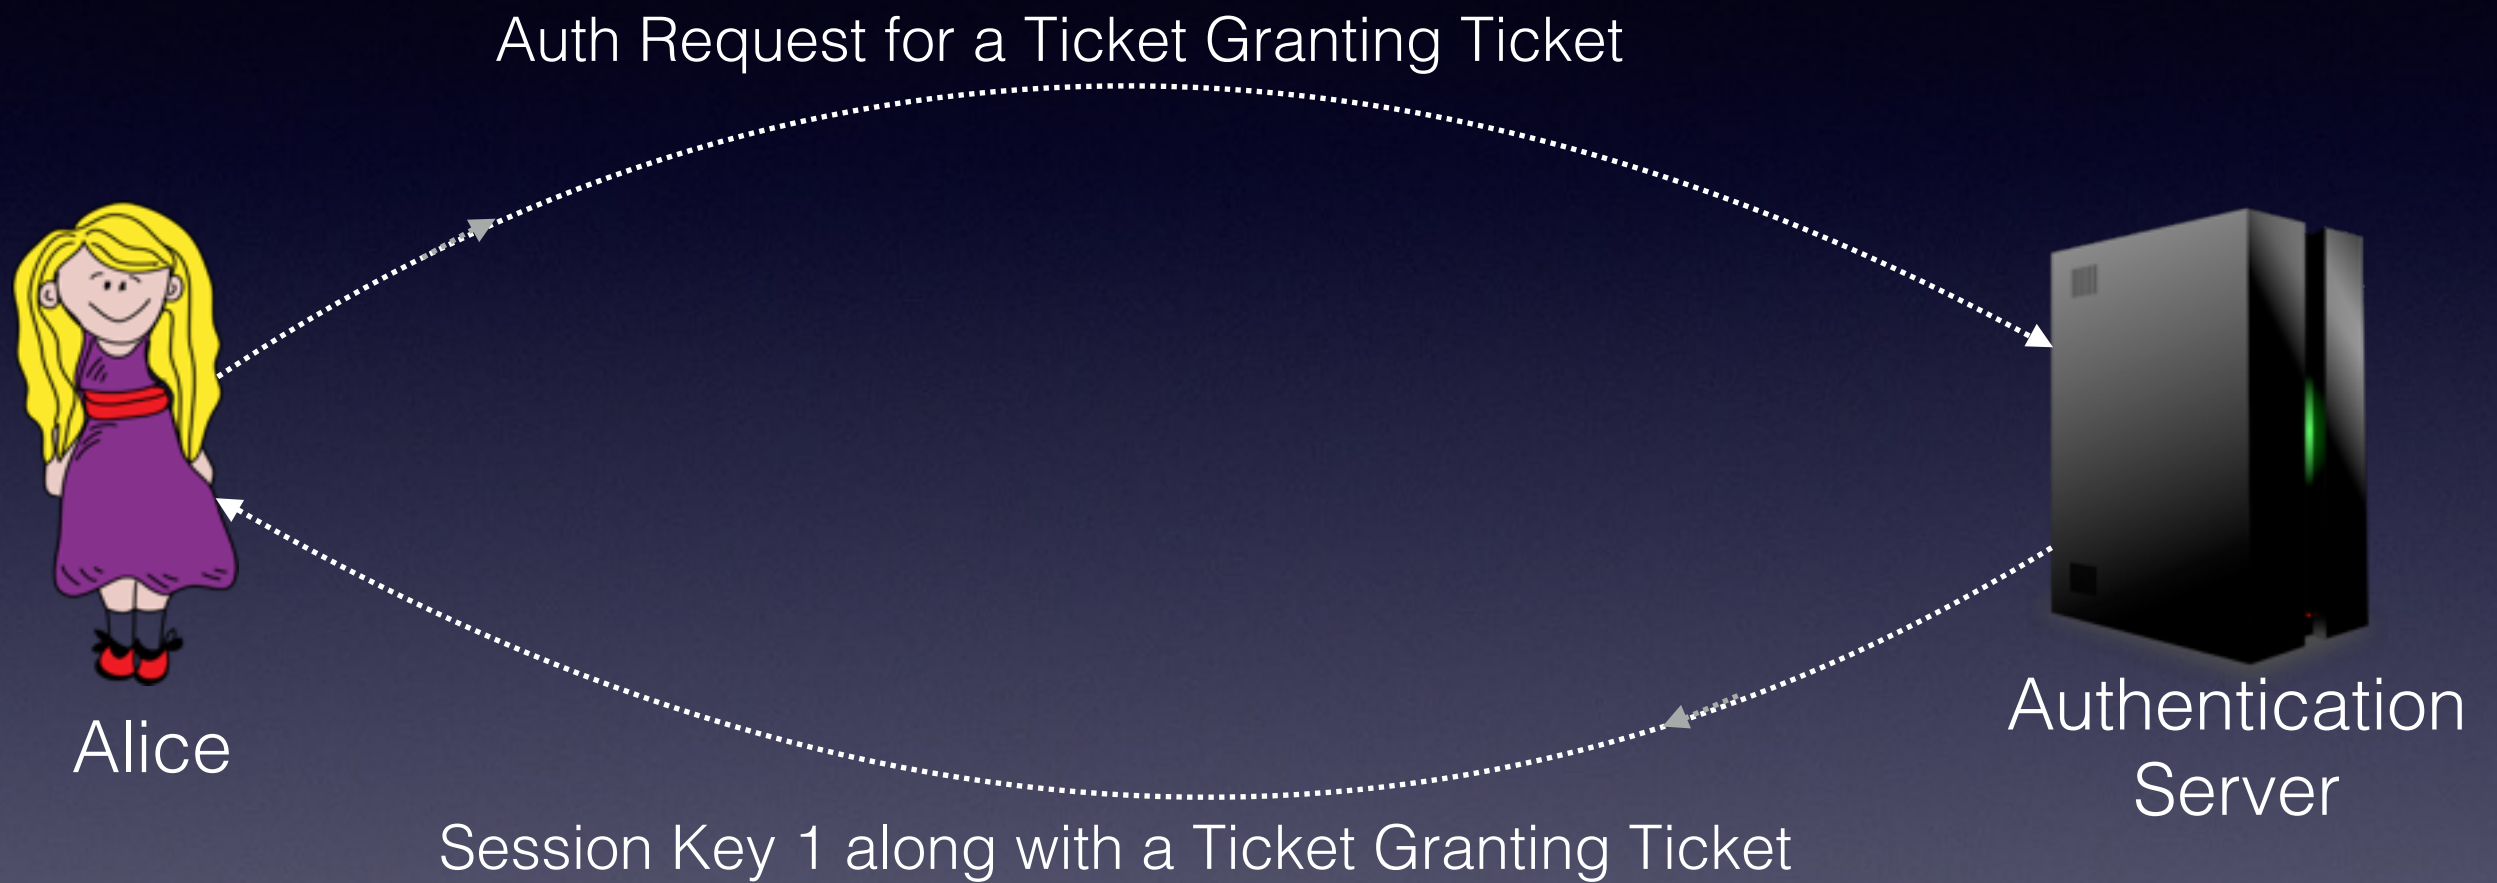 Auth Request for a Ticket Granting Ticket
Alice
Authentication
Server
Session Key 1 along with a Ticket Granting Ticket